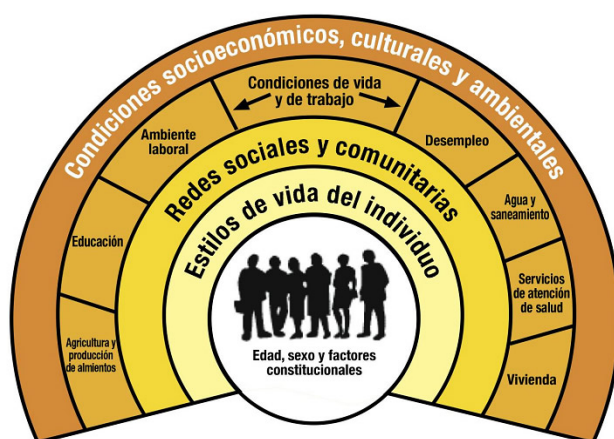 Condiciones socioeconómicos, culturales y ambientales
Condiciones de vida
y de trabajo
Ambiente
laboral
Desempleo
Redes sociales y comunitarias
Agua y
saneamiento
Educación
Estilos de vida del individuo
Servicios
de atención
de salud
Agricultura y
producción
de almientos
Edad, sexo y factores
constitucionales
Vivienda